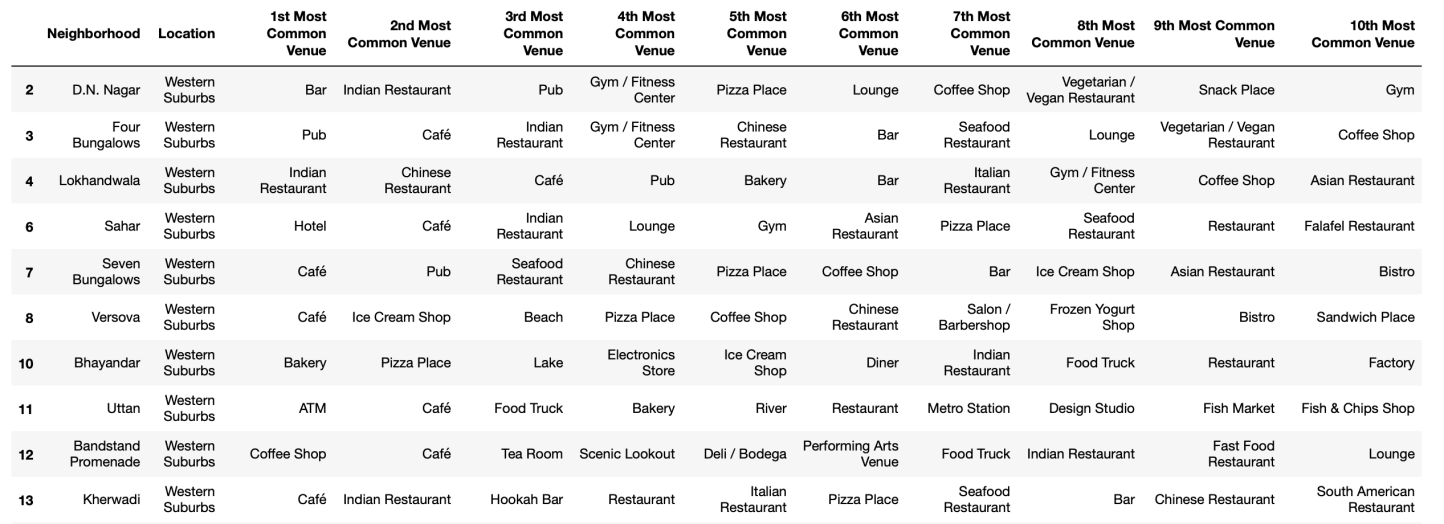 Neighborhood Location 1st Most Common Venue 2nd Most Common Venue 3rd Most Common Venue 4th Most Common Venue 5th Most Common Venue 6th Most Common Venue 7th Most Common Venue 8th Most Common Venue 9th Most Common Venue 10th Most Common Venue
2 D.N. Nagar Western Suburbs Bar Indian Restaurant Pub Gym / Fitness Center Pizza Place Lounge Coffee Shop Vegetarian / Vegan Restaurant Snack Place Gym
3 Four Bungalows Western Suburbs Pub Café Indian Restaurant Gym / Fitness Center Chinese Restaurant Bar Seafood Restaurant Lounge Vegetarian / Vegan Restaurant Coffee Shop
4 Lokhandwala Western Suburbs Indian Restaurant Chinese Restaurant Café Pub Bakery Bar Italian Restaurant Gym / Fitness Center Coffee Shop Asian Restaurant
6 Sahar Western Suburbs Hotel Café Indian Restaurant Lounge Gym Asian Restaurant Pizza Place Seafood Restaurant Restaurant Falafel Restaurant
7 Seven Bungalows Western Suburbs Café Pub Seafood Restaurant Chinese Restaurant Pizza Place Coffee Shop Bar Ice Cream Shop Asian Restaurant Bistro
8 Versova Western Suburbs Café Ice Cream Shop Beach Pizza Place Coffee Shop Chinese Restaurant Salon / Barbershop Frozen Yogurt Shop Bistro Sandwich Place
10 Bhayandar Western Suburbs Bakery Pizza Place Lake Electronics Store Ice Cream Shop Diner Indian Restaurant Food Truck Restaurant Factory
11 Uttan Western Suburbs ATM Café Food Truck Bakery River Restaurant Metro Station Design Studio Fish Market Fish & Chips Shop
12 Bandstand Promenade Western Suburbs Coffee Shop Café Tea Room Scenic Lookout Deli / Bodega Performing Arts Venue Food Truck Indian Restaurant Fast Food Restaurant Lounge
13 Kherwadi Western Suburbs Café Indian Restaurant Hookah Bar Restaurant Italian Restaurant Pizza Place Seafood Restaurant Bar Chinese Restaurant South American Restaurant